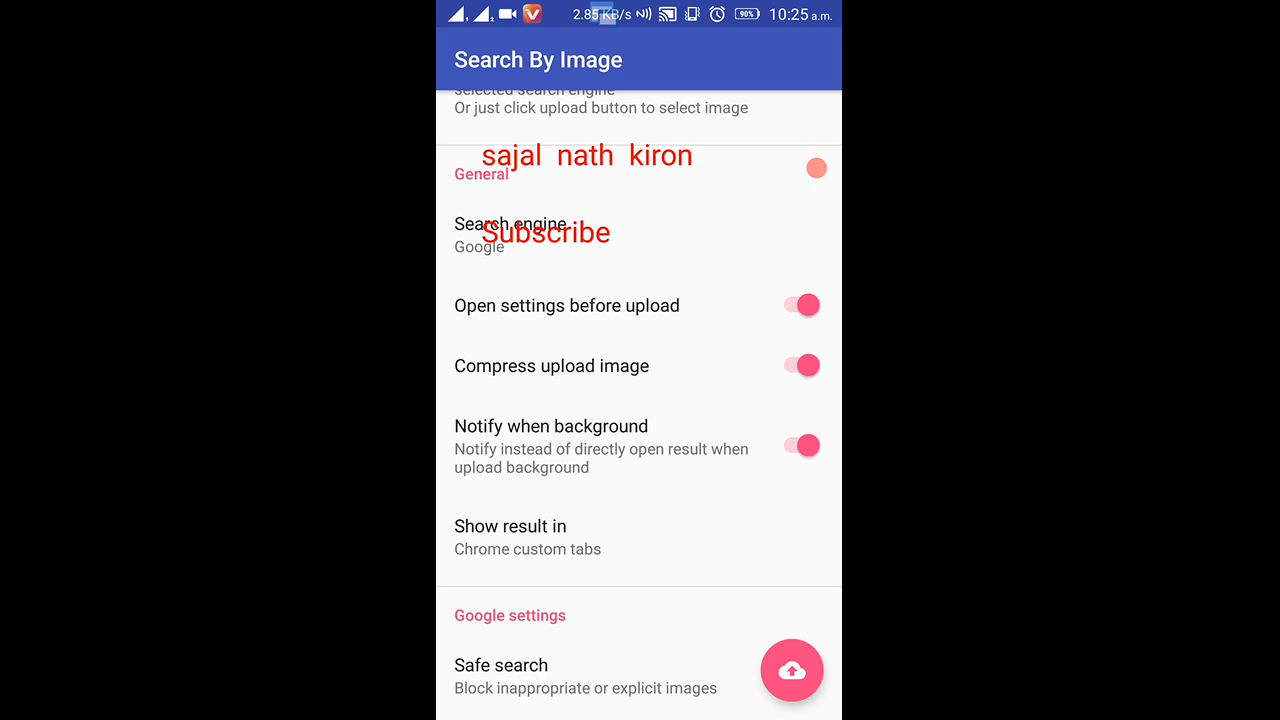 2.85 KB/s 90% 10:25 a.m.
Search By Image
selected search engine
Or just click upload button to select image
sajal nath kiron
General
Search engine
Subscribe
Google
Open settings before upload
Compress upload image
Notify when background
Notify instead of directly open result when
upload background
Show result in
Chrome custom tabs
Google settings
Safe search
Block inappropriate or explicit images